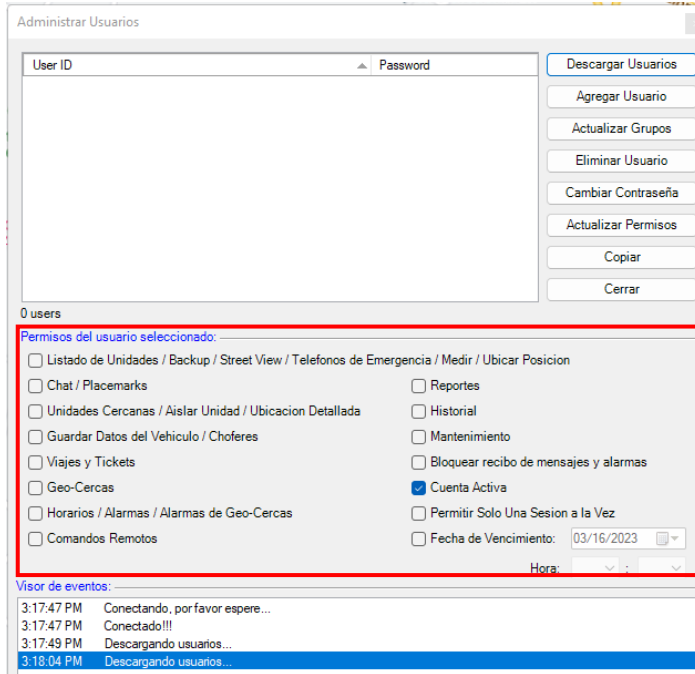 Administrar Usuarios
User ID Password
Descargar Usuarios
Agregar Usuario
Actualizar Grupos
Eliminar Usuario
Cambiar Contraseña
Actualizar Permisos
Copiar
Cerrar
0 users
Permisos del usuario seleccionado:
Listado de Unidades / Backup / Street View / Telefonos de Emergencia / Medir / Ubicar Posicion
Chat / Placemarks Reportes
Unidades Cercanas / Aislar Unidad / Ubicacion Detallada Historial
Guardar Datos del Vehiculo / Choferes Mantenimiento
Viajes y Tickets Bloquear recibo de mensajes y alarmas
Geo-Cercas Cuenta Activa
Horarios / Alarmas / Alarmas de Geo-Cercas Permitir Solo Una Sesion a la Vez
Comandos Remotos Fecha de Vencimiento: 03/16/2023
Hora: :
Visor de eventos:
3:17:47 PM Conectando, por favor espere...
3:17:47 PM Conectado!!!
3:17:49 PM Descargando usuarios...
3:18:04 PM Descargando usuarios...